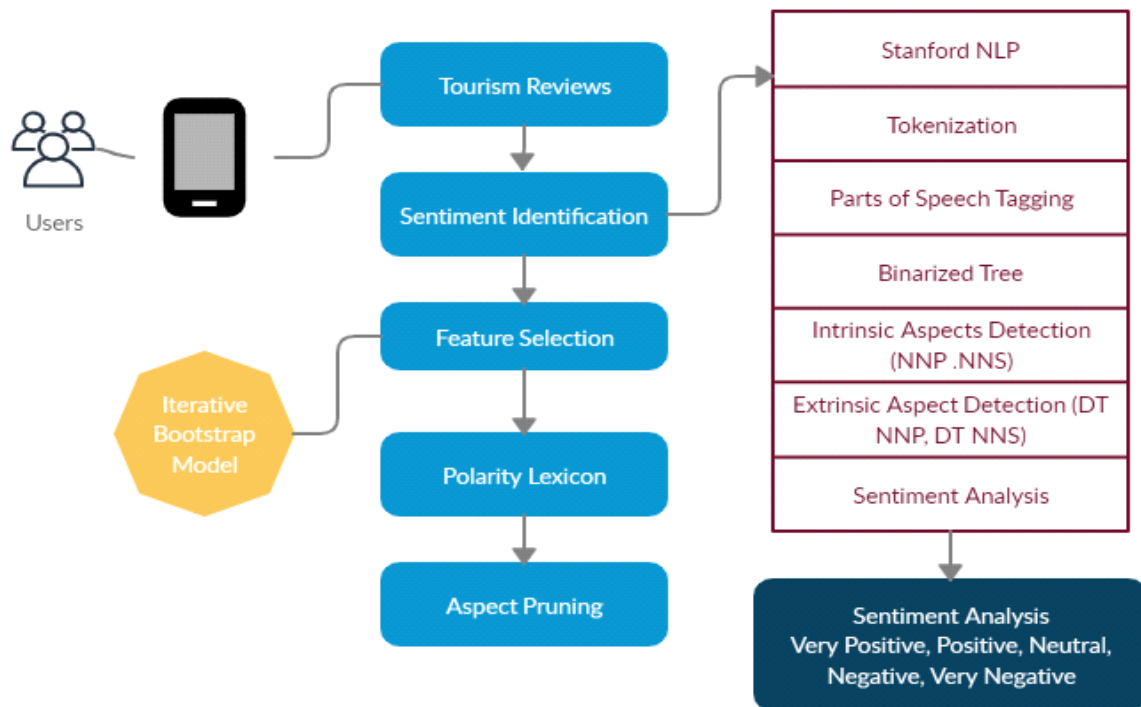 Users
Tourism Reviews
Sentiment Identification
Feature Selection
Iterative
Bootstrap
Model
Polarity Lexicon
Aspect Pruning
Stanford NLP
Tokenization
Parts of Speech Tagging
Binarized Tree
Intrinsic Aspects Detection
(NNP .NNS)
Extrinsic Aspect Detection (DT
NNP, DT NNS)
Sentiment Analysis
Sentiment Analysis
Very Positive, Positive, Neutral,
Negative, Very Negative